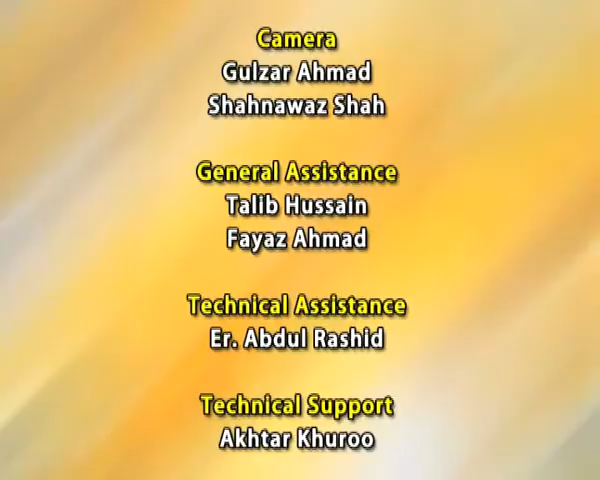 Camera
Gulzar Ahmad
Shahnawaz Shah
General Assistance
Talib Hussain
Fayaz Ahmad
Technical Assistance
Er. Abdul Rashid
Technical Support
Akhtar Khuroo